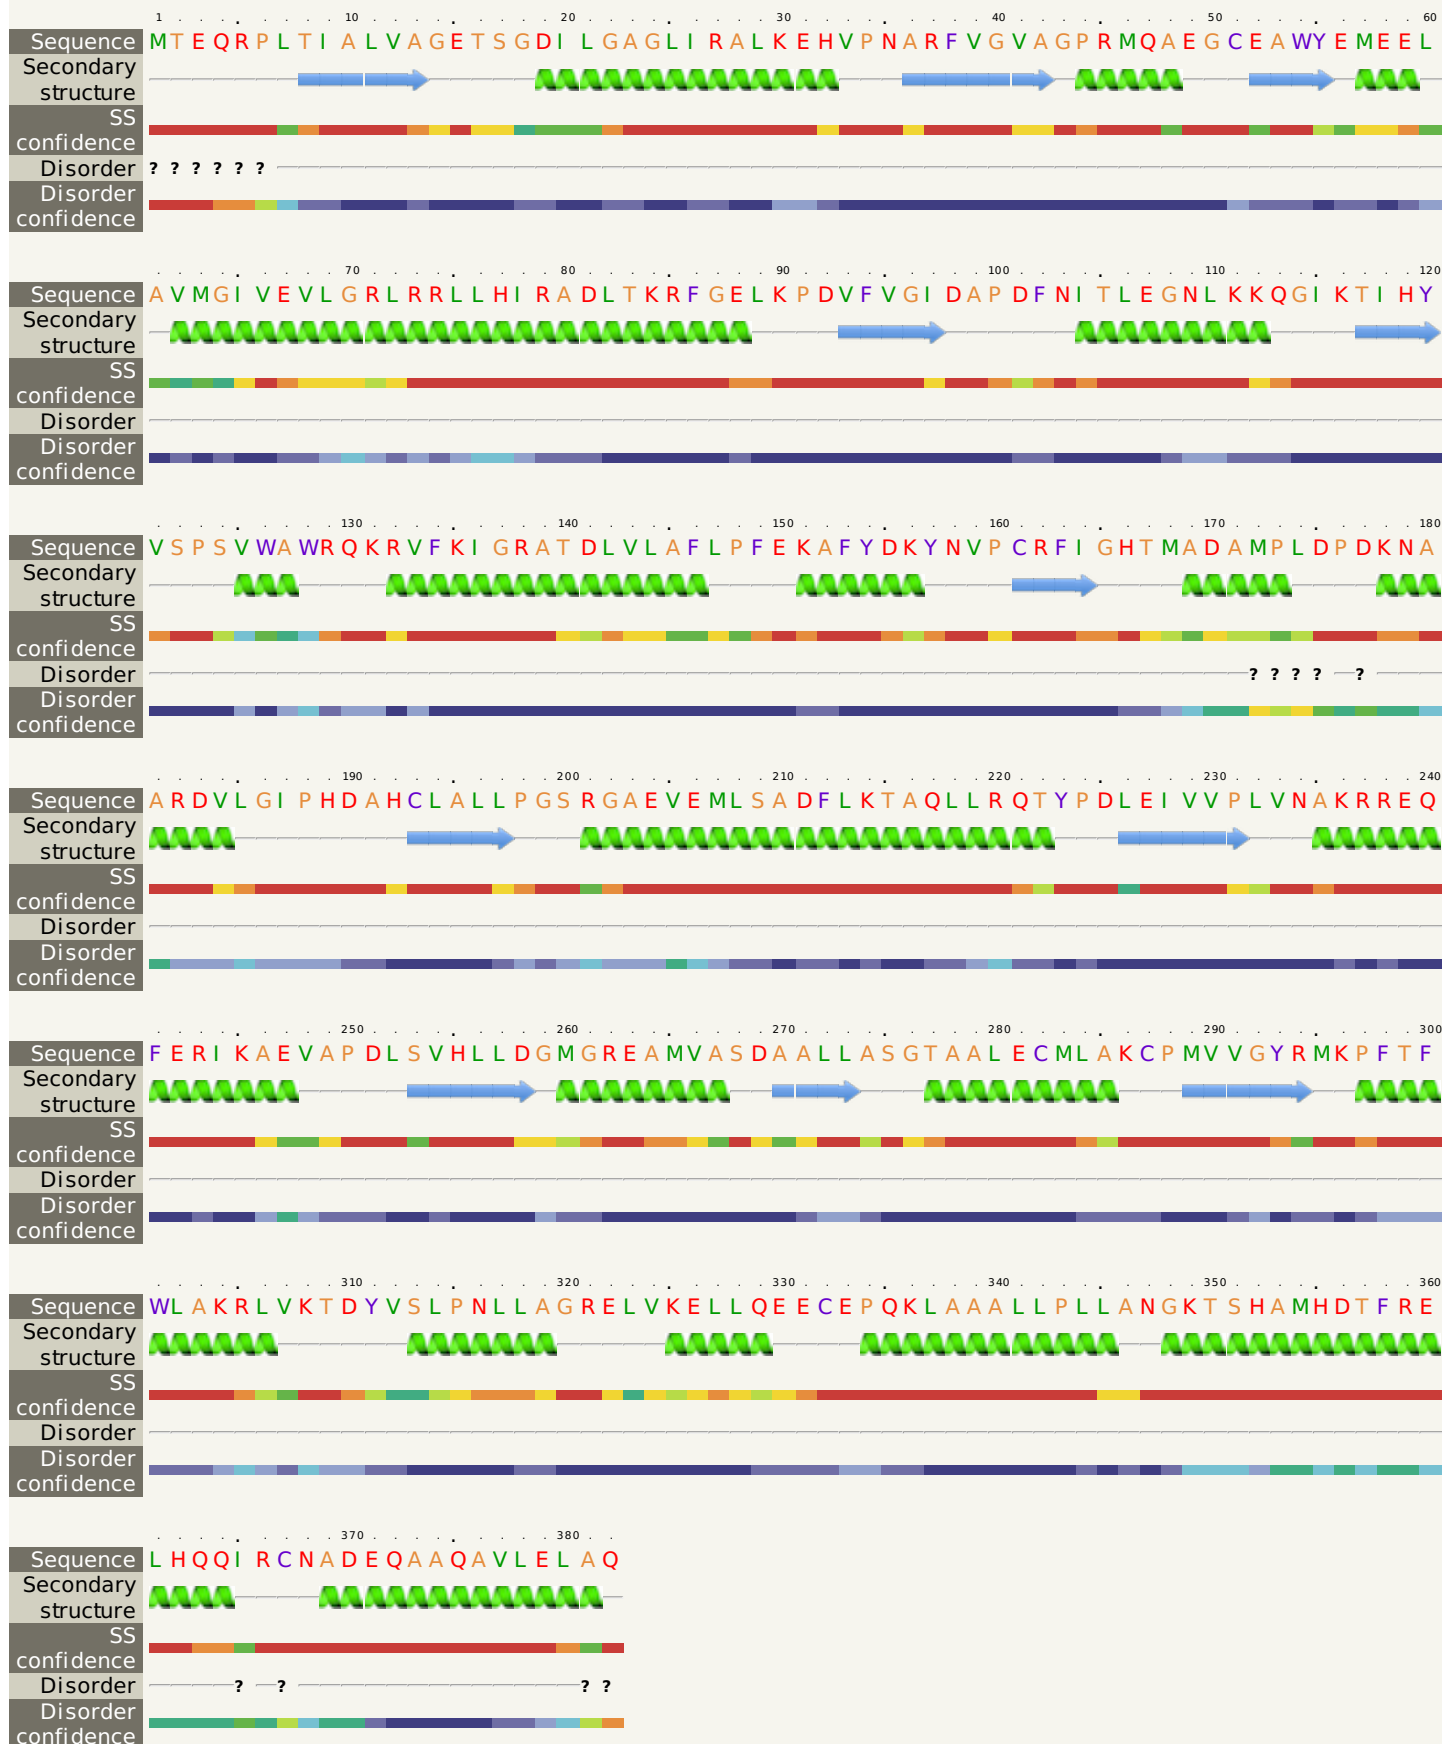 1 10 20 30 40 50 60
Sequence MTEQRPLTIALVAGETSGDILGAGLIRALKEHVPNARFVGVAGPRMQAEGCEAWYEMEEL
Secondary
structure
SS
confidence
Disorder ? ? ? ? ? ?
Disorder
confidence
70 80 90 100 110 120
Sequence AVMGIVEVLGRLRRLLHIRADLTKRFGELKPDVFVGIDAPDFNITLEGNLKKQGIKTIHY
Secondary
structure
SS
confidence
Disorder
Disorder
confidence
130 140 150 160 170 180
Sequence VSPSVWAWRQKRVFKIGRATDLVLAFLPFEKAFYDKYNVPCRFIGHTMADAMPLDPDKNA
Secondary
structure
SS
confidence
Disorder ? ? ? ? ?
Disorder
confidence
190 200 210 220 230 240
Sequence ARDVLGIPHDAHCLALLPGSRGAEVEMLSADFLKTAQLLRQTYPDLEIVVPLVNAKRREQ
Secondary
structure
SS
confidence
Disorder
Disorder
confidence
250 260 270 280 290 300
Sequence FERIKAEVAPDLSVHLLDGMGREAMVASDAALLASGTAALECMLAKCPMVVGYRMKPFTF
Secondary
structure
SS
confidence
Disorder
Disorder
confidence
310 320 330 340 350 360
Sequence WLAKRLVKTDYVSLPNLLAGRELVKELLQEECEPQKLAAALLPLLANGKTSHAMHDTFRE
Secondary
structure
SS
confidence
Disorder
Disorder
confidence
370 380
Sequence LHQQIRCNADEQAAQAVLELAQ
Secondary
structure
SS
confidence
Disorder ? ? ? ?
Disorder
confidence